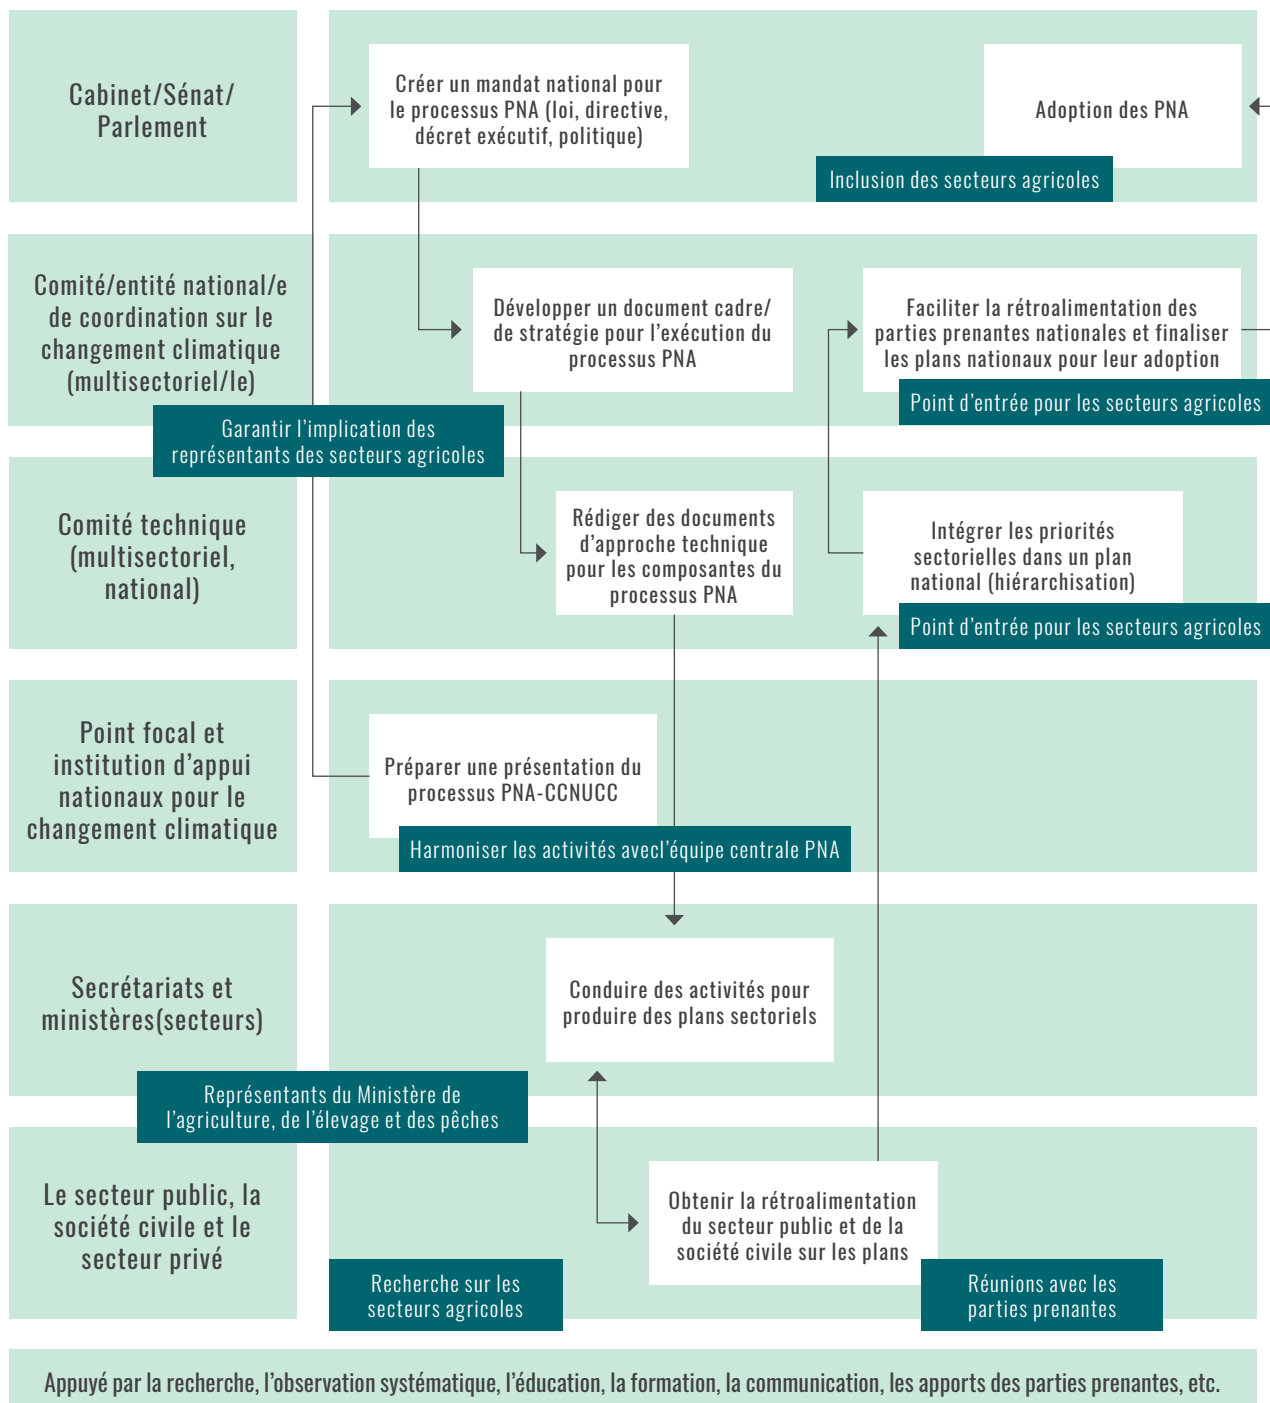 Cabinet/Sénat/
Parlement
Créer un mandat national pour
le processus PNA (loi, directive,
décret exécutif, politique)
Adoption des PNA
Inclusion des secteurs agricoles
Comité/entité national/e
de coordination sur le
changement climatique
(multisectoriel/le)
Développer un document cadre/
de stratégie pour l'exécution du
processus PNA
Faciliter la rétroalimentation des
parties prenantes nationales et finaliser
les plans nationaux pour leur adoption
Point d'entrée pour les secteurs agricoles
Garantir l'implication des
représentants des secteurs agricoles
Comité technique
(multisectoriel,
national)
Rédiger des documents
d'approche technique
pour les composantes du
processus PNA
Intégrer les priorités
sectorielles dans un plan
national (hiérarchisation)
Point d'entrée pour les secteurs agricoles
Point focal et
institution d'appui
nationaux pour le
changement climatique
Préparer une présentation du
processus PNA-CCNUCC
Harmoniser les activités avecl'équipe centrale PNA
Secrétariats et
ministères(secteurs)
Conduire des activités pour
produire des plans sectoriels
Représentants du Ministère de
l'agriculture, de l'élevage et des pêches
Le secteur public, la
société civile et le
secteur privé
Obtenir la rétroalimentation
du secteur public et de la
société civile sur les plans
Recherche sur les
secteurs agricoles
Réunions avec les
parties prenantes
Appuyé par la recherche, l'observation systématique, l'éducation, la formation, la communication, les apports des parties prenantes, etc.